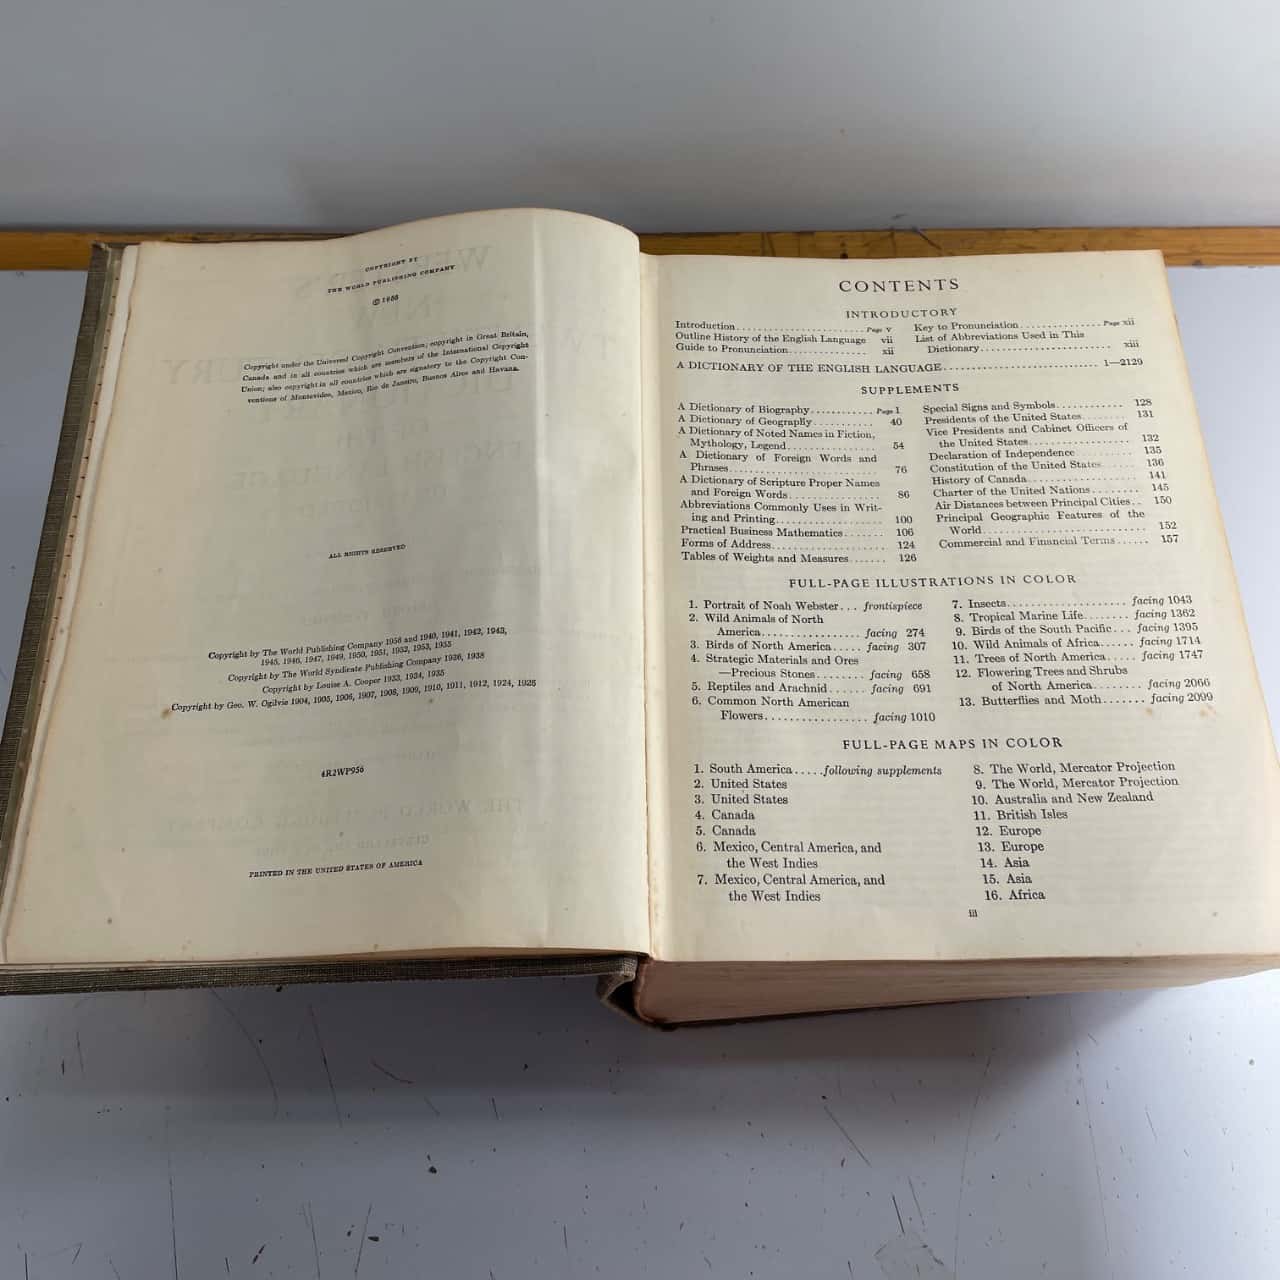 COPYRIGHT BY
THE WORLD PUBLISHING COMPANY
Copyright under the Universal Copyright Convention; copyright in Great Britain,
Canada and in all countries which are members of the International Copyright
Union; also copyright in all countries which are signatory to the Copyright Con-
ventions of Montevideo, Mexico, Rio de Janeiro, Buenos Aires and Havana.
ALL RIGHTS RESERVED
Copyright by The World Publishing Company 1956 and 1940, 1941, 1942, 1943,
1945, 1946, 1947, 1949, 1950, 1951, 1952, 1953, 1955
Copyright by The World Syndicate Publishing Company 1936, 1938
Copyright by Louise A. Cooper 1933, 1934, 1935
Copyright by Geo. W. Ogilvie 1904, 1905, 1906, 1907, 1908, 1909, 1910, 1911, 1912, 1924, 1925
4R2WP956
PRINTED IN THE UNITED STATES OF AMERICA
CONTENTS
INTRODUCTORY
Introduction.................... Page v
Outline History of the English Language vii
Guide to Pronunciation............ xii
Key to Pronunciation............... Page xii
List of Abbreviations Used in This
Dictionary...................... xiii
A DICTIONARY OF THE ENGLISH LANGUAGE............................ 1—2129
SUPPLEMENTS
A Dictionary of Biography........... Page 1
A Dictionary of Geography.......... 40
A Dictionary of Noted Names in Fiction,
Mythology, Legend............... 54
A Dictionary of Foreign Words and
Phrases.......................... 76
A Dictionary of Scripture Proper Names
and Foreign Words............... 86
Abbreviations Commonly Uses in Writ-
ing and Printing.................. 100
Practical Business Mathematics....... 106
Forms of Address................... 124
Tables of Weights and Measures...... 126
Special Signs and Symbols........... 128
Presidents of the United States........ 131
Vice Presidents and Cabinet Officers of
the United States................. 132
Declaration of Independence.......... 135
Constitution of the United States...... 136
History of Canada.................. 141
Charter of the United Nations........ 145
Air Distances between Principal Cities.. 150
Principal Geographic Features of the
World........................... 152
Commercial and Financial Terms...... 157
FULL-PAGE ILLUSTRATIONS IN COLOR
1. Portrait of Noah Webster... frontispiece
2. Wild Animals of North
America................. facing 274
3. Birds of North America..... facing 307
4. Strategic Materials and Ores
—Precious Stones........ facing 658
5. Reptiles and Arachnid...... facing 691
6. Common North American
Flowers................. facing 1010
7. Insects.................... facing 1043
8. Tropical Marine Life........ facing 1362
9. Birds of the South Pacific... facing 1395
10. Wild Animals of Africa...... facing 1714
11. Trees of North America..... facing 1747
12. Flowering Trees and Shrubs
of North America........ facing 2066
13. Butterflies and Moth....... facing 2099
FULL-PAGE MAPS IN COLOR
1. South America.....following supplements
2. United States
3. United States
4. Canada
5. Canada
6. Mexico, Central America, and
the West Indies
7. Mexico, Central America, and
the West Indies
8. The World, Mercator Projection
9. The World, Mercator Projection
10. Australia and New Zealand
11. British Isles
12. Europe
13. Europe
14. Asia
15. Asia
16. Africa
iii